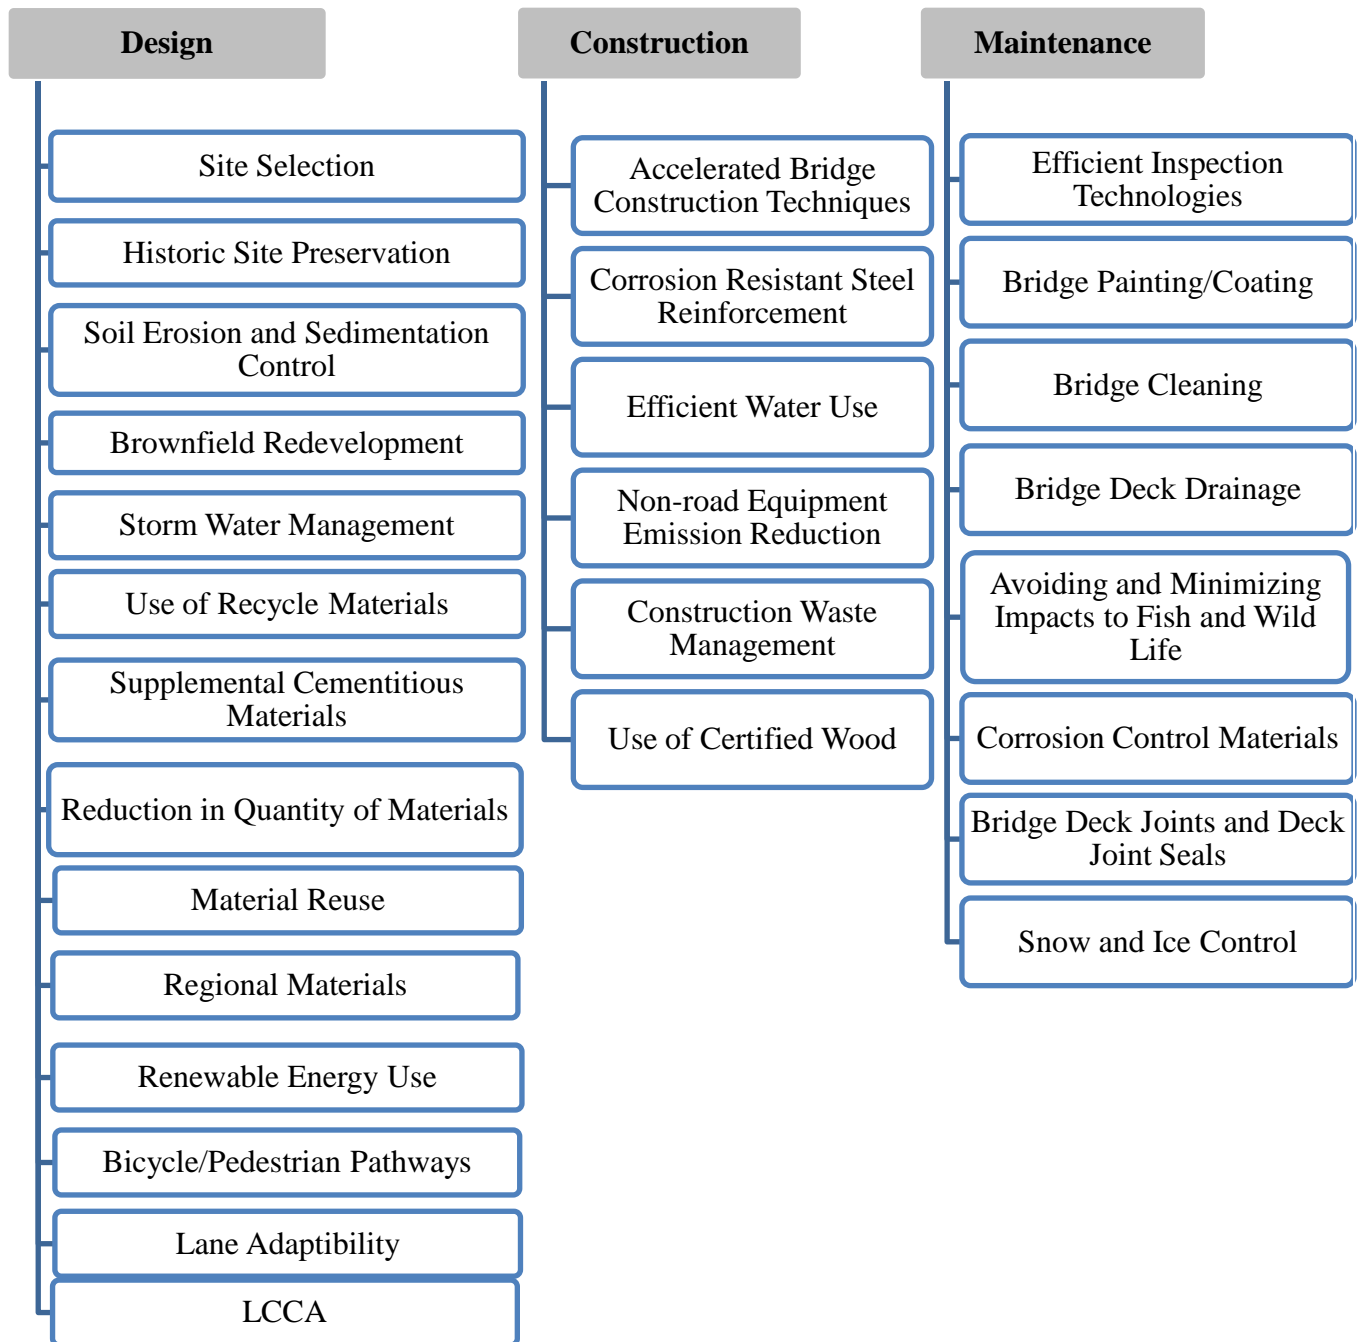 Design
Site Selection
Historic Site Preservation
Soil Erosion and Sedimentation
Control
Brownfield Redevelopment
Storm Water Management
Use of Recycle Materials
Supplemental Cementitious
Materials
Reduction in Quantity of Materials
Material Reuse
Regional Materials
Renewable Energy Use
Bicycle/Pedestrian Pathways
Lane Adaptibility
LCCA
Construction
Accelerated Bridge
Construction Techniques
Corrosion Resistant Steel
Reinforcement
Efficient Water Use
Non-road Equipment
Emission Reduction
Construction Waste
Management
Use of Certified Wood
Maintenance
Efficient Inspection
Technologies
Bridge Painting/Coating
Bridge Cleaning
Bridge Deck Drainage
Avoiding and Minimizing
Impacts to Fish and Wild
Life
Corrosion Control Materials
Bridge Deck Joints and Deck
Joint Seals
Snow and Ice Control